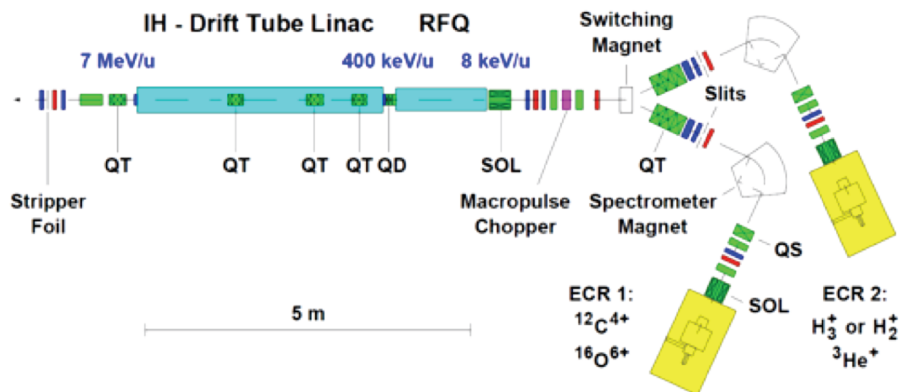 IH - Drift Tube Linac
RFQ
Switching
Magnet
7 MeV/u
400 keV/u
8 keV/u
Slits
QT
QT
QT
QT
QD
SOL
QT
Stripper
Foil
Macropulse
Chopper
Spectrometer
Magnet
QS
5 m
ECR 1:
SOL
ECR 2:
¹²C⁴⁺
H₃⁺ or H₂⁺
¹⁶O⁶⁺
³He⁺